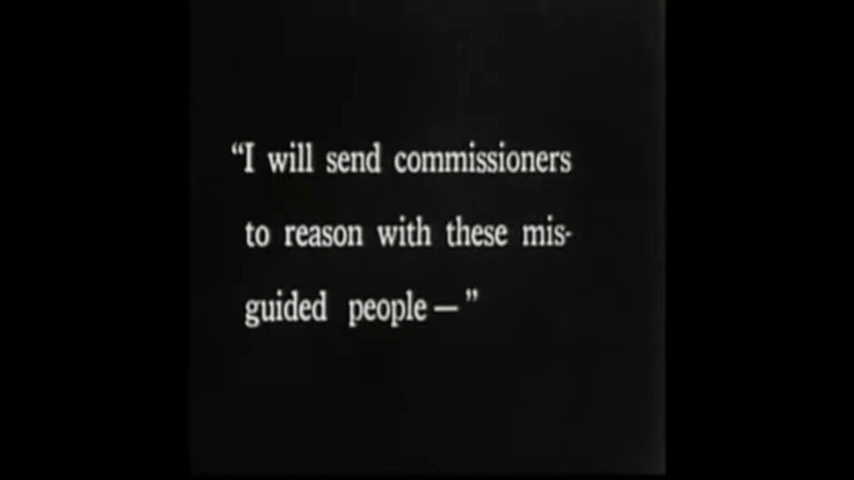 “I will send commissioners
to reason with these mis-
guided people — ”